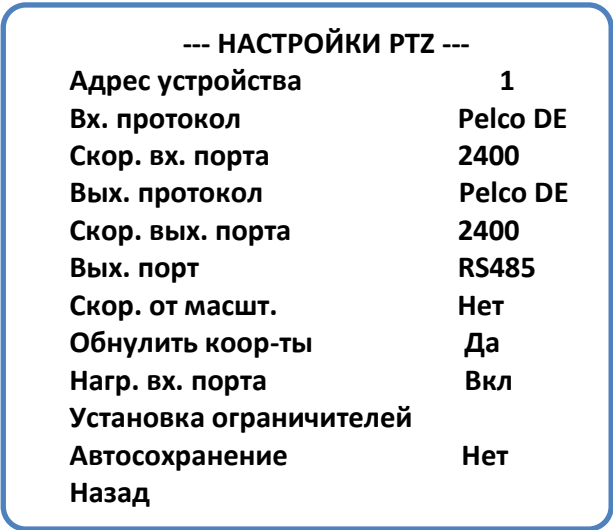 --- НАСТРОЙКИ PTZ ---
Адрес устройства 1
Вх. протокол Pelco DE
Скор. вх. порта 2400
Вых. протокол Pelco DE
Скор. вых. порта 2400
Вых. порт RS485
Скор. от масшт. Нет
Обнулить коор-ты Да
Нагр. вх. порта Вкл
Установка ограничителей
Автосохранение Нет
Назад